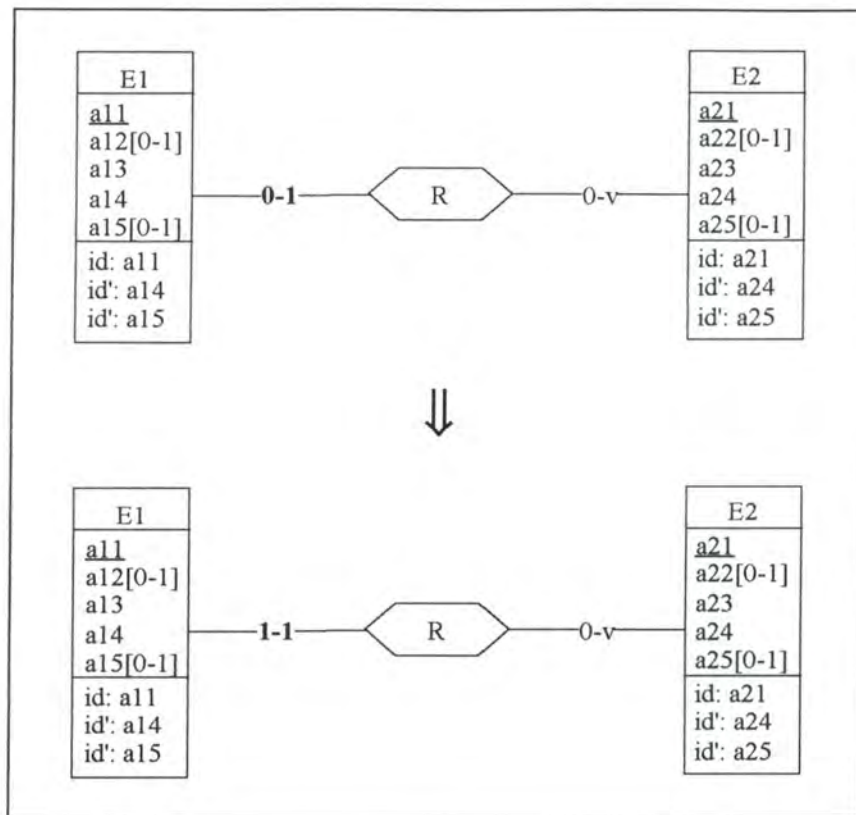 E1
a11
a12[0-1]
a13
a14
a15[0-1]
id: a11
id': a14
id': a15
0-1
R
0-v
E2
a21
a22[0-1]
a23
a24
a25[0-1]
id: a21
id': a24
id': a25
⇓
E1
a11
a12[0-1]
a13
a14
a15[0-1]
id: a11
id': a14
id': a15
1-1
R
0-v
E2
a21
a22[0-1]
a23
a24
a25[0-1]
id: a21
id': a24
id': a25